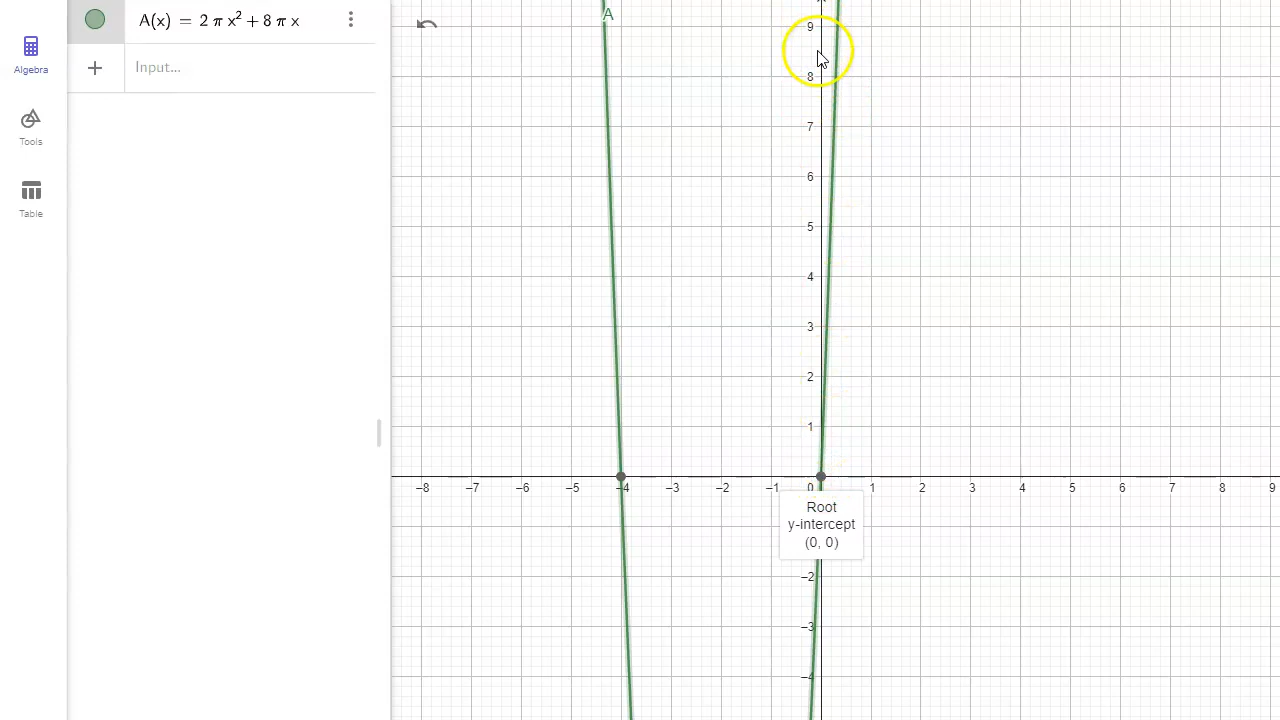 A(x) = 2 π x² + 8 π x
Input...
Algebra
Tools
Table
A
9
8
7
6
5
4
3
2
1
−8 −7 −6 −5 −4 −3 −2 −1 0 1 2 3 4 5 6 7 8 9
Root
y-intercept
(0, 0)
−2
−3
−4